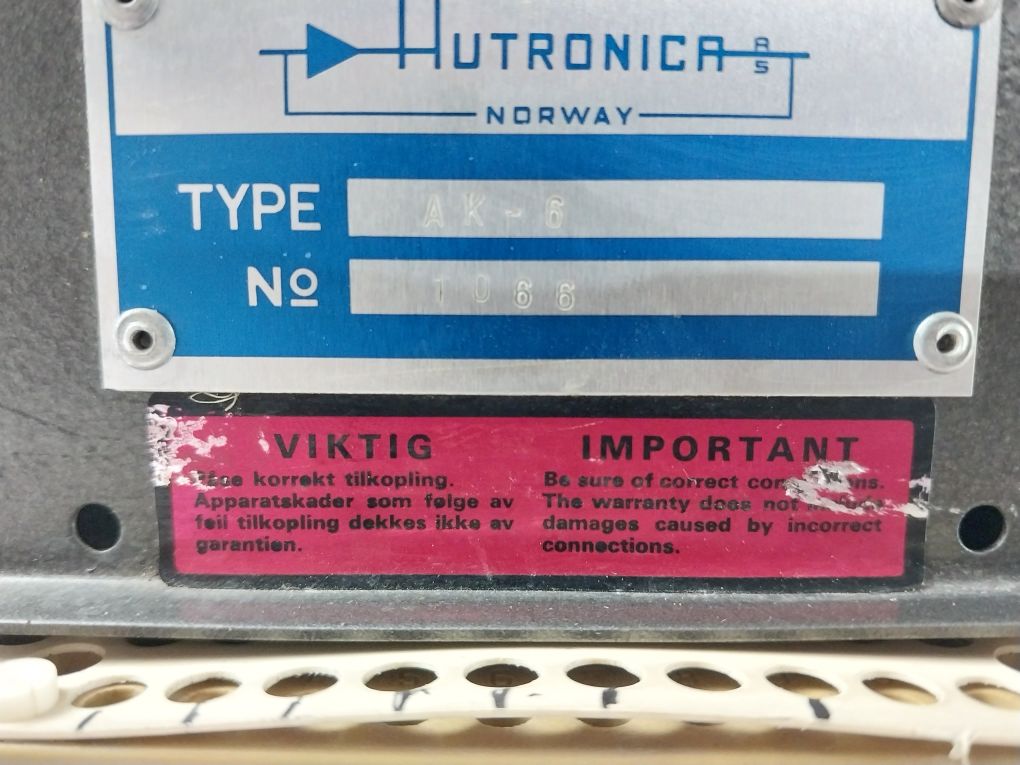 AUTRONICA AS
NORWAY
TYPE AK-6
No 1066
VIKTIG
korrekt tilkopling.
Apparatskader som følge av
feil tilkopling dekkes ikke av
garantien.
IMPORTANT
Be sure of correct
The warranty does not
damages caused by incorrect
connections.